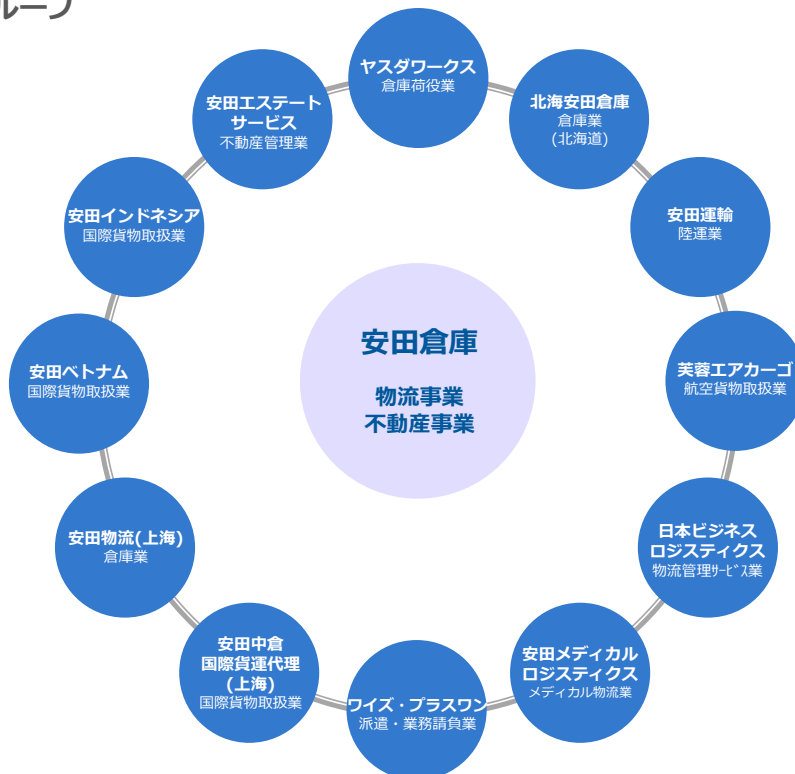 ループ
ヤスダワークス
倉庫荷役業
北海安田倉庫
倉庫業
(北海道)
安田運輸
陸運業
芙蓉エアカーゴ
航空貨物取扱業
日本ビジネス
ロジスティクス
物流管理ｻｰﾋﾞｽ業
安田メディカル
ロジスティクス
メディカル物流業
ワイズ・プラスワン
派遣・業務請負業
安田中倉
国際貨運代理
(上海)
国際貨物取扱業
安田物流(上海)
倉庫業
安田ベトナム
国際貨物取扱業
安田インドネシア
国際貨物取扱業
安田エステート
サービス
不動産管理業
安田倉庫
物流事業
不動産事業